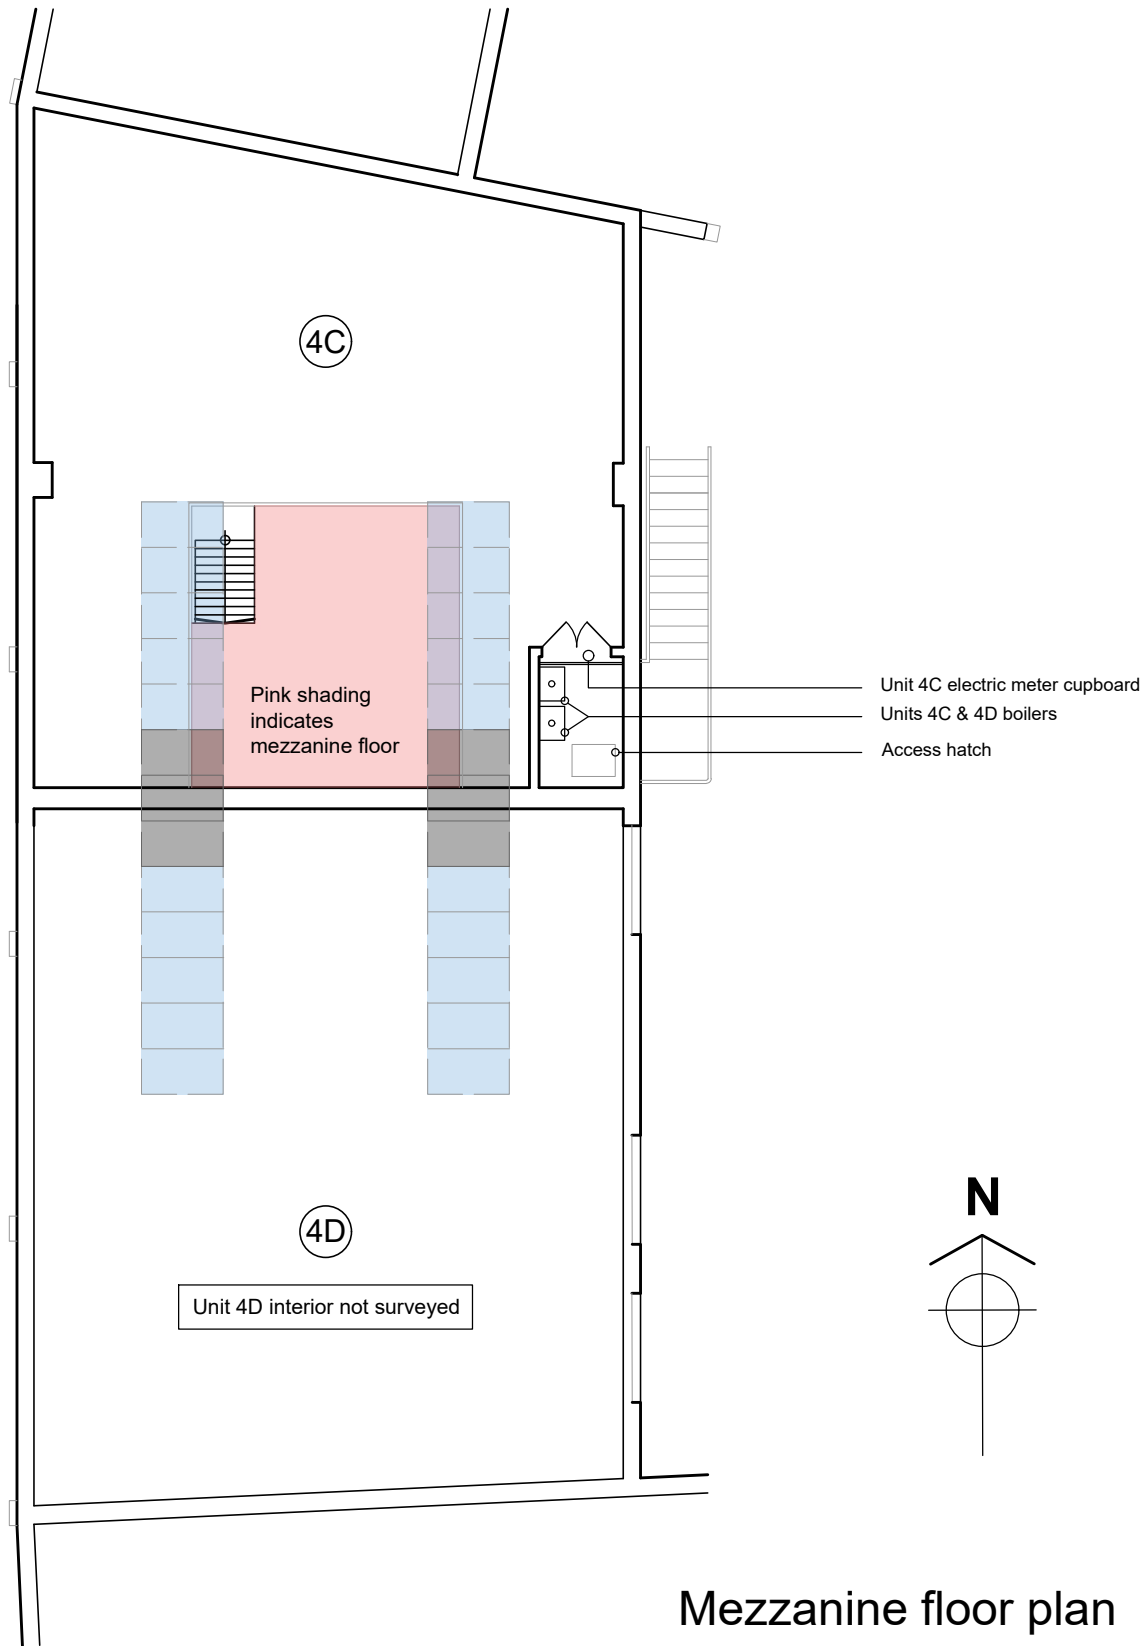 4C
Pink shading
indicates
mezzanine floor
Unit 4C electric meter cupboard
Units 4C & 4D boilers
Access hatch
4D
Unit 4D interior not surveyed
N
Mezzanine floor plan